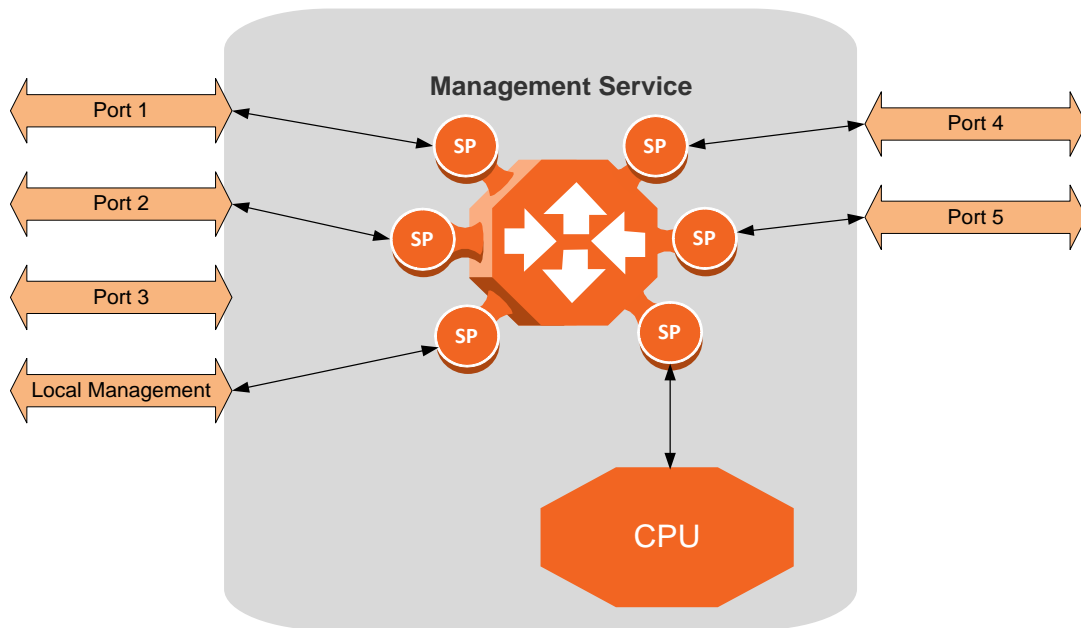 Management Service
Port 1
Port 2
Port 3
Local Management
SP
SP
SP
SP
SP
SP
Port 4
Port 5
CPU